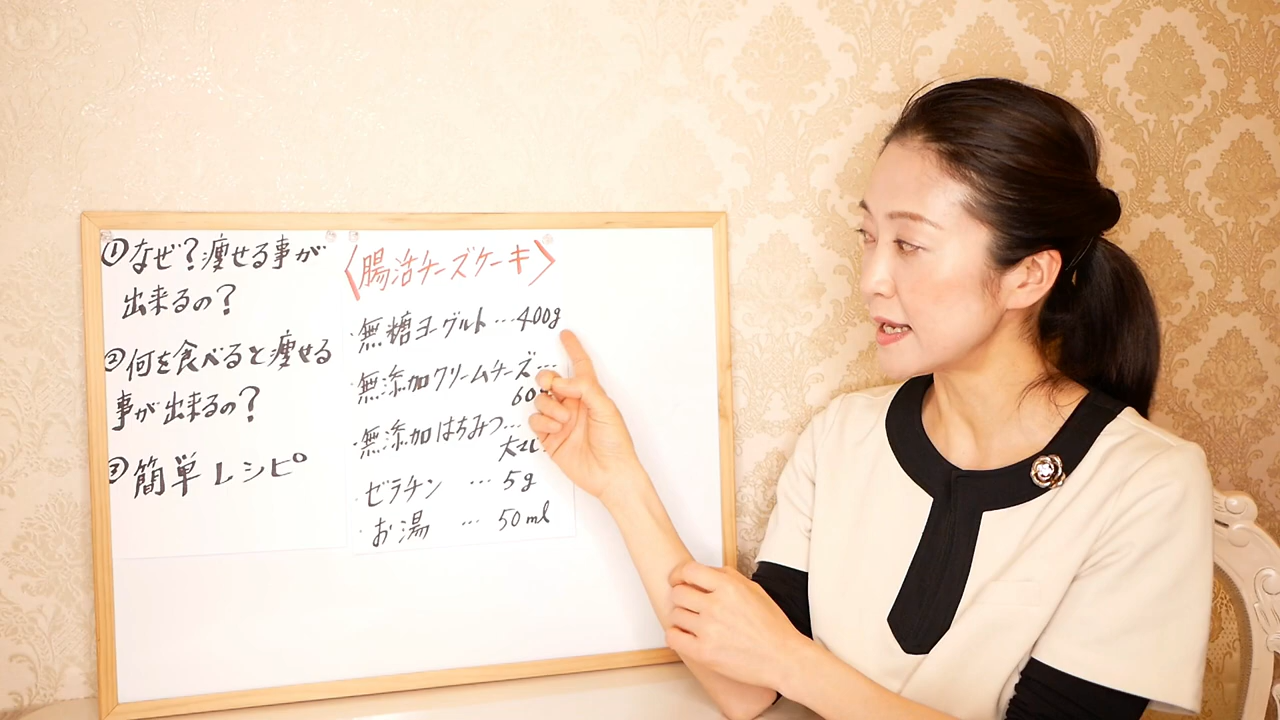 ①なぜ?痩せる事が
出来るの?
②何を食べると痩せる
事が出来るの?
③簡単レシピ
〈腸活チーズケーキ〉
・無糖ヨーグルト…400g
・無添加クリームチーズ…
60
・無添加はちみつ…
大2
・ゼラチン …5g
・お湯 …50ml